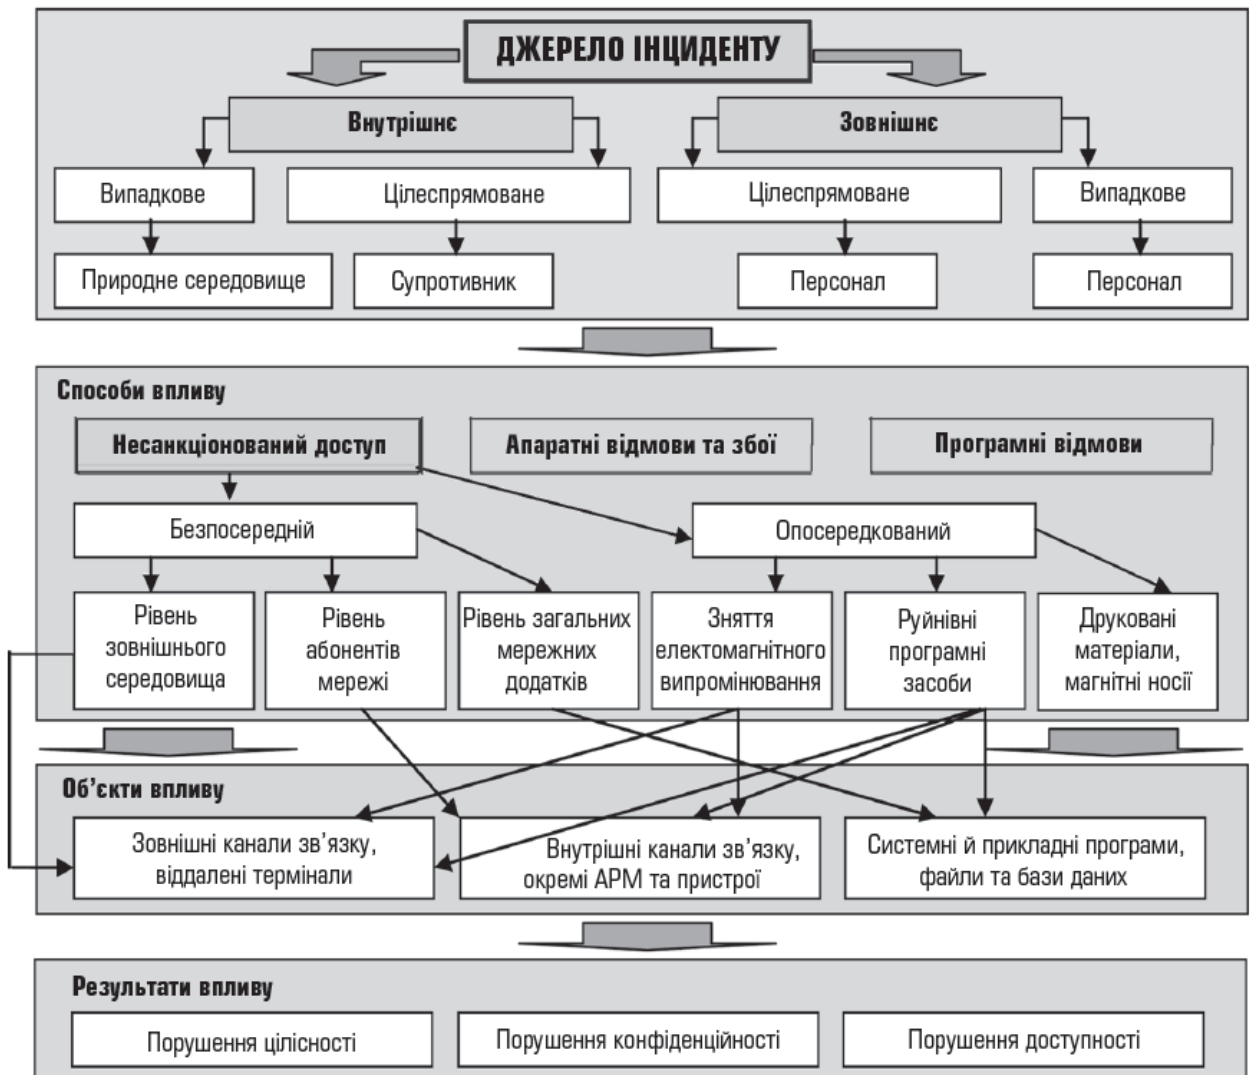 ДЖЕРЕЛО ІНЦИДЕНТУ
Внутрішнє
Зовнішнє
Випадкове
Цілеспрямоване
Цілеспрямоване
Випадкове
Природне середовище
Супротивник
Персонал
Персонал
Способи впливу
Несанкціонований доступ
Апаратні відмови та збої
Програмні відмови
Безпосередній
Опосередкований
Рівень
зовнішнього
середовища
Рівень
абонентів
мережі
Рівень загальних
мережних
додатків
Зняття
електомагнітного
випромінювання
Руйнівні
програмні
засоби
Друковані
матеріали,
магнітні носії
Об’єкти впливу
Зовнішні канали зв’язку,
віддалені термінали
Внутрішні канали зв’язку,
окремі АРМ та пристрої
Системні й прикладні програми,
файли та бази даних
Результати впливу
Порушення цілісності
Порушення конфіденційності
Порушення доступності